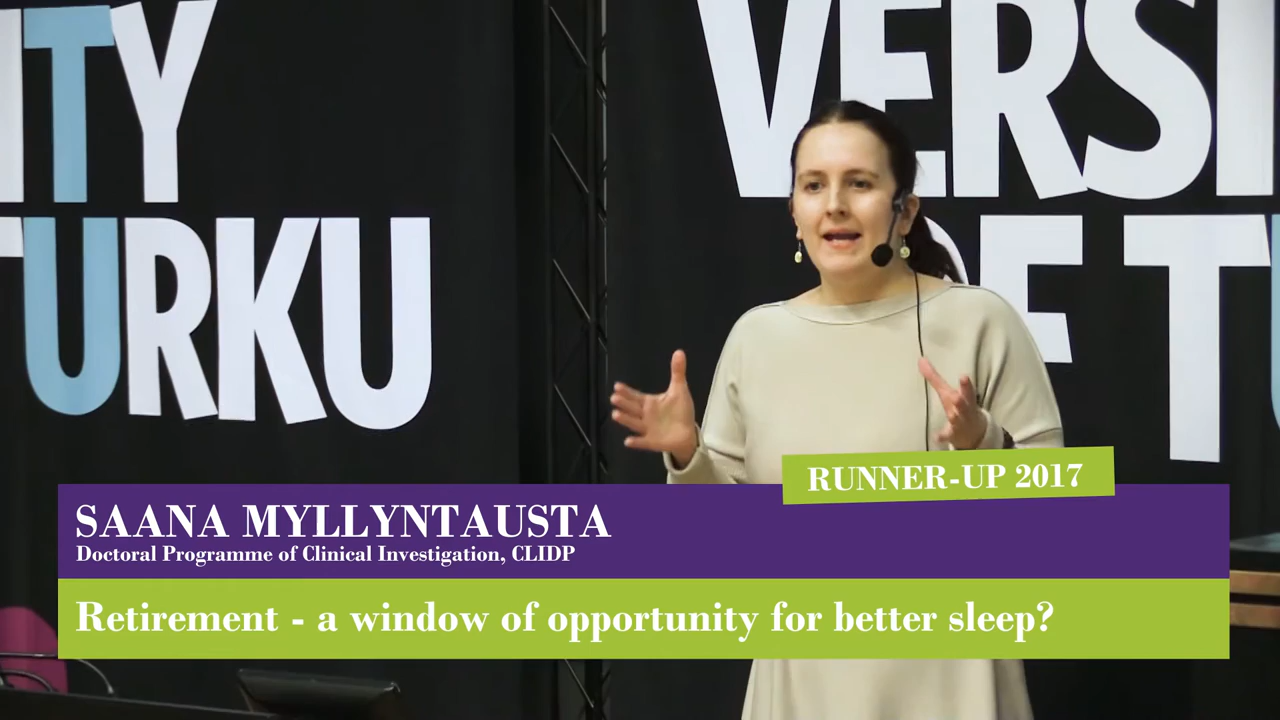 ITY
TURKU
VERSI
OF T
RUNNER-UP 2017
SAANA MYLLYNTAUSTA
Doctoral Programme of Clinical Investigation, CLIDP
Retirement - a window of opportunity for better sleep?